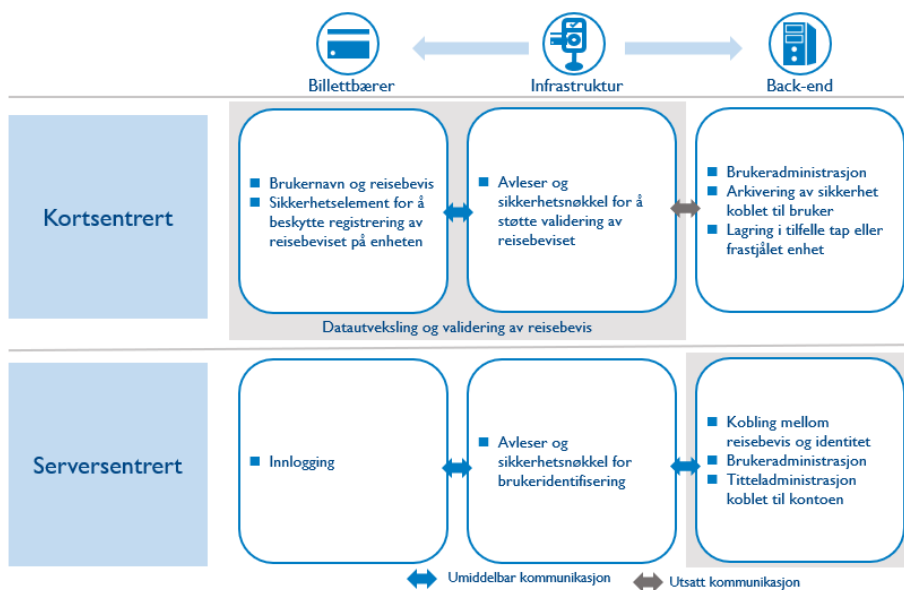 Billettbærer
Infrastruktur
Back-end
Kortsentrert
Brukernavn og reisebevis
Sikkerhetselement for å
beskytte registrering av
reisebeviset på enheten
Avleser og
sikkerhetsnøkkel for å
støtte validering av
reisebeviset
Brukeradministrasjon
Arkivering av sikkerhet
koblet til bruker
Lagring i tilfelle tap eller
frastjålet enhet
Datautveksling og validering av reisebevis
Serversentrert
Innlogging
Avleser og
sikkerhetsnøkkel for
brukeridentifisering
Kobling mellom
reisebevis og identitet
Brukeradministrasjon
Titteladministrasjon
koblet til kontoen
Umiddelbar kommunikasjon
Utsatt kommunikasjon